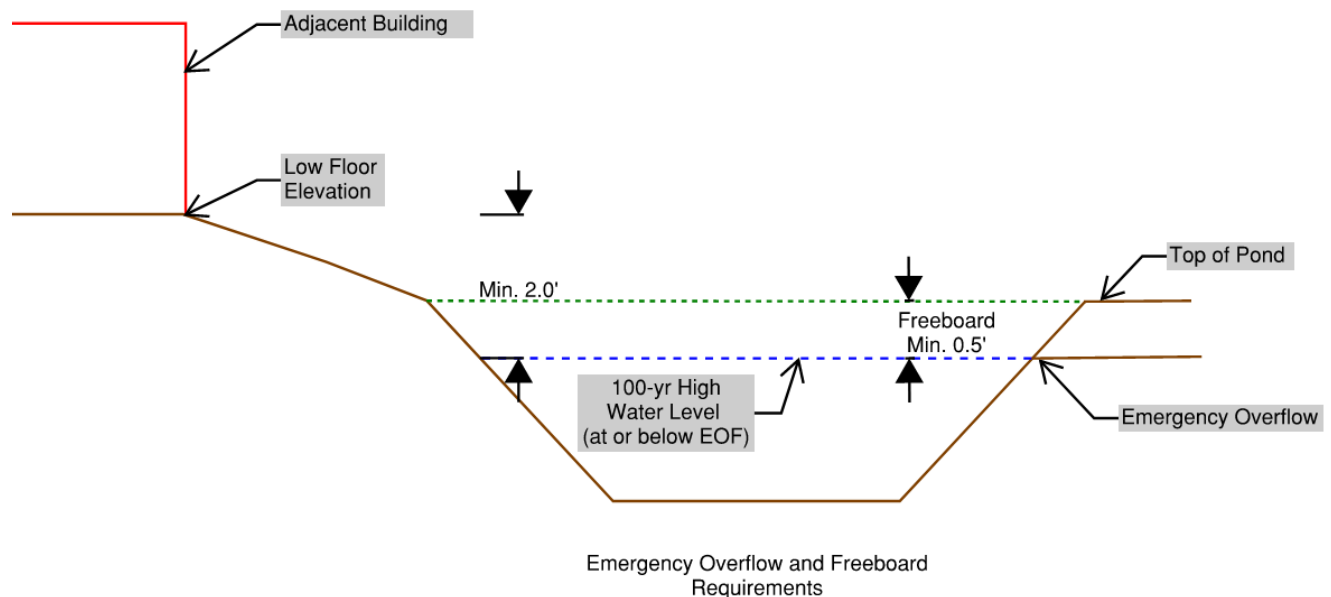 Adjacent Building
Low Floor
Elevation
Top of Pond
Min. 2.0'
Freeboard
Min. 0.5'
100-yr High
Water Level
(at or below EOF)
Emergency Overflow
Emergency Overflow and Freeboard
Requirements